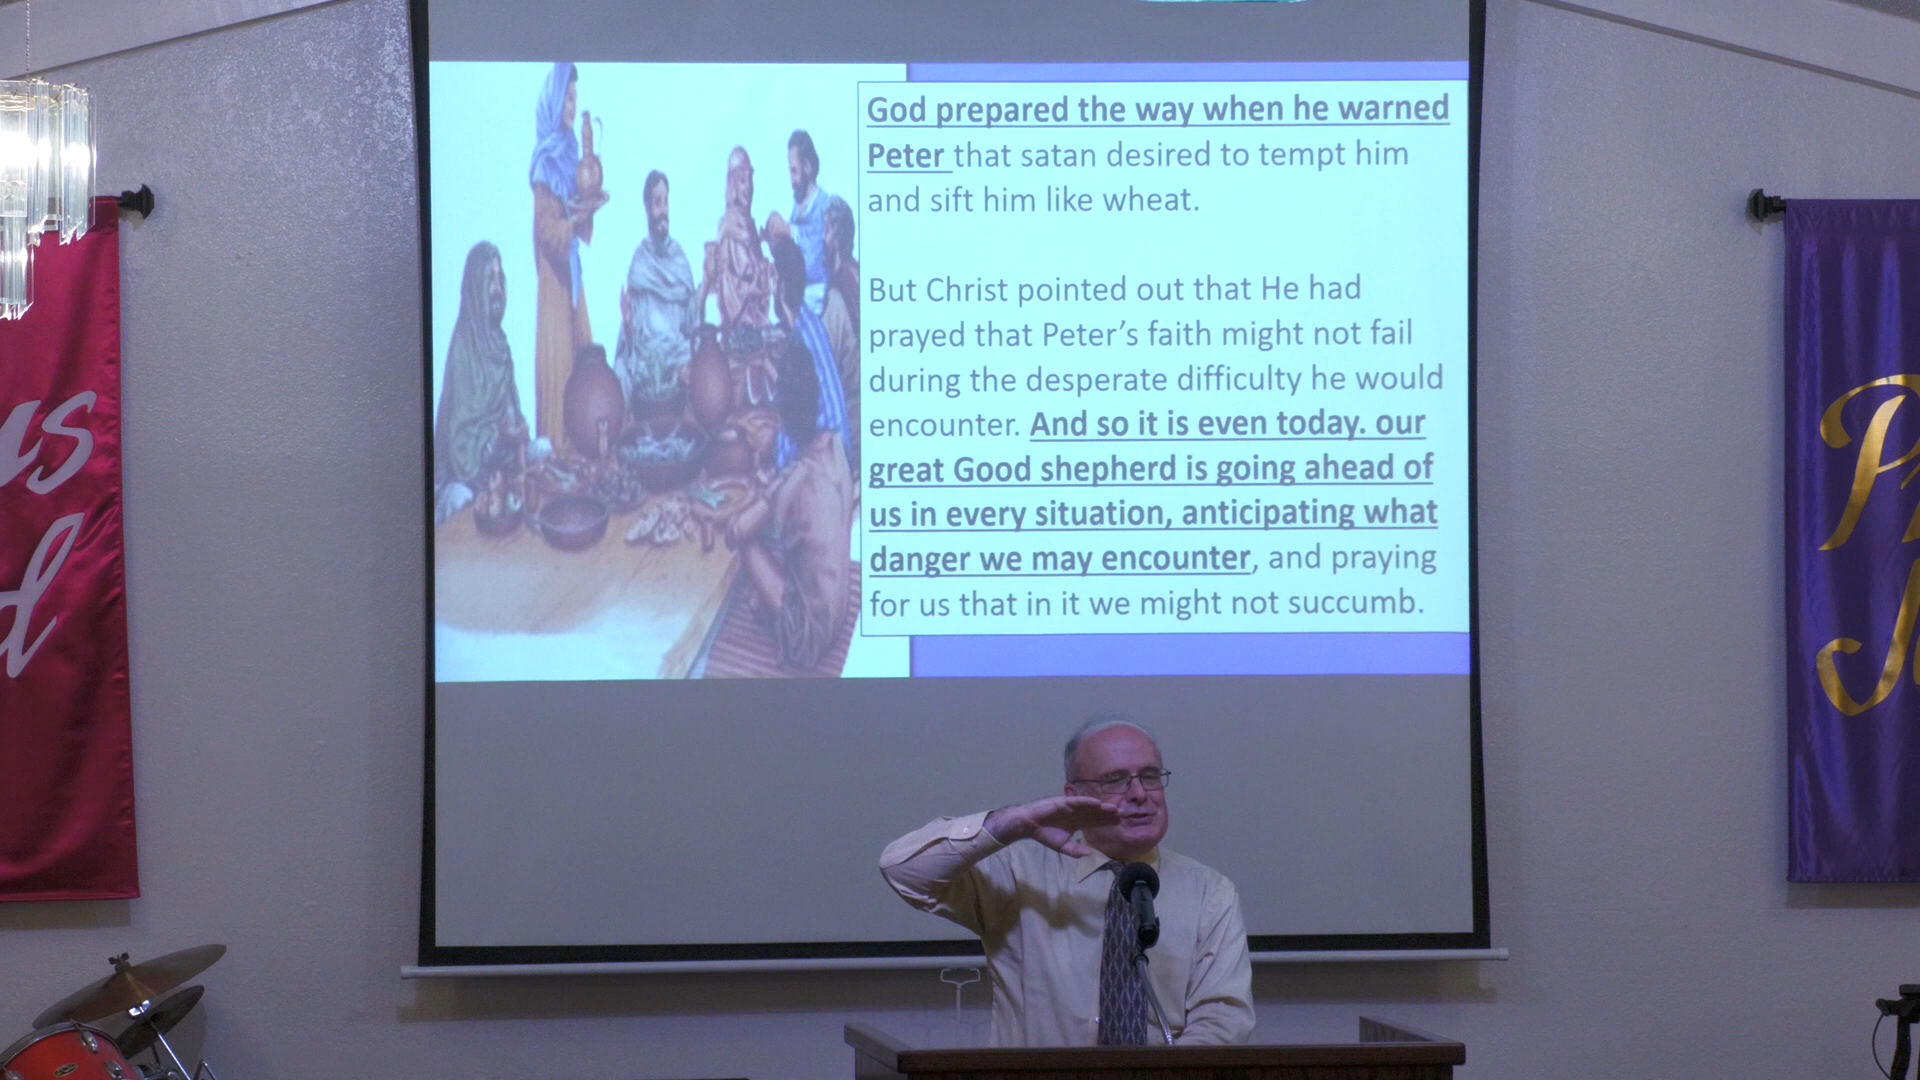 God prepared the way when he warned
Peter that satan desired to tempt him
and sift him like wheat.
But Christ pointed out that He had
prayed that Peter’s faith might not fail
during the desperate difficulty he would
encounter. And so it is even today. our
great Good shepherd is going ahead of
us in every situation, anticipating what
danger we may encounter, and praying
for us that in it we might not succumb.